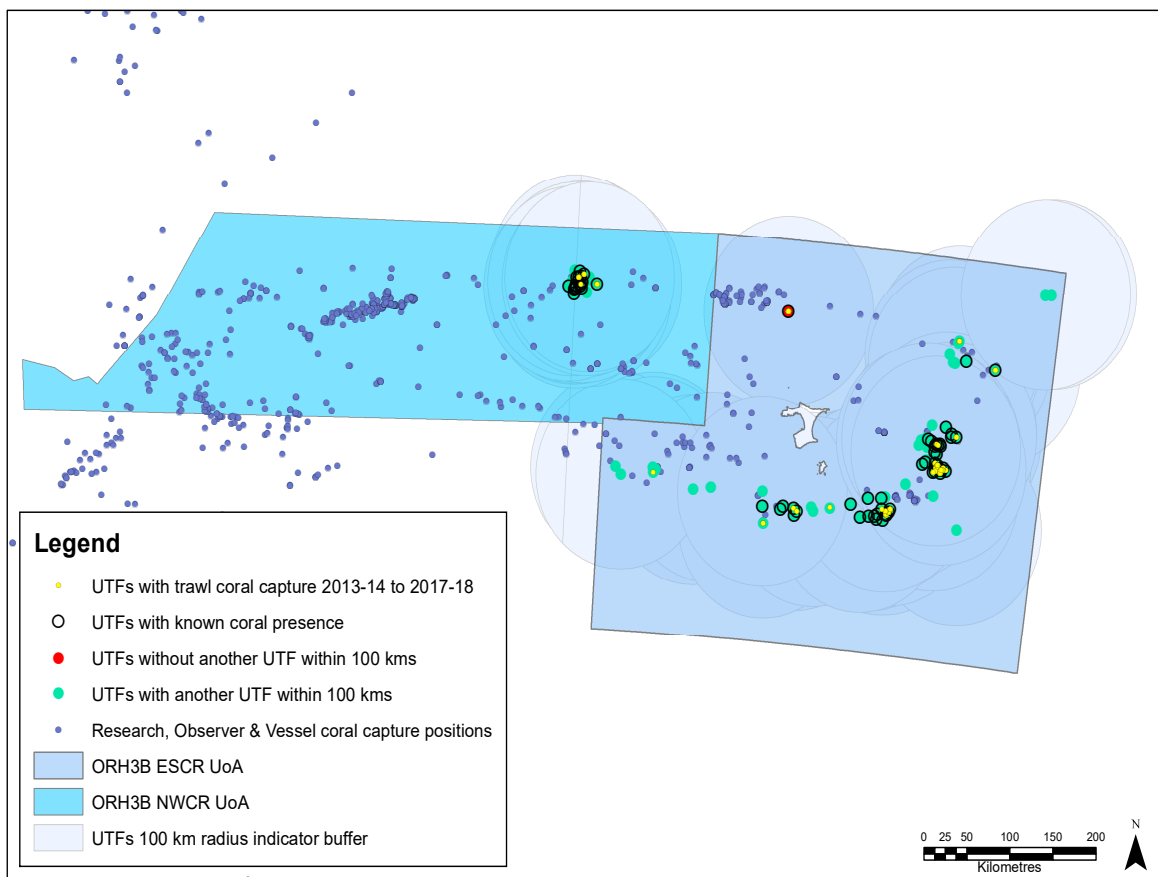 Legend
UTFs with trawl coral capture 2013-14 to 2017-18
UTFs with known coral presence
UTFs without another UTF within 100 kms
UTFs with another UTF within 100 kms
Research, Observer & Vessel coral capture positions
ORH3B ESCR UoA
ORH3B NWCR UoA
UTFs 100 km radius indicator buffer
N
0 25 50 100 150 200
Kilometres